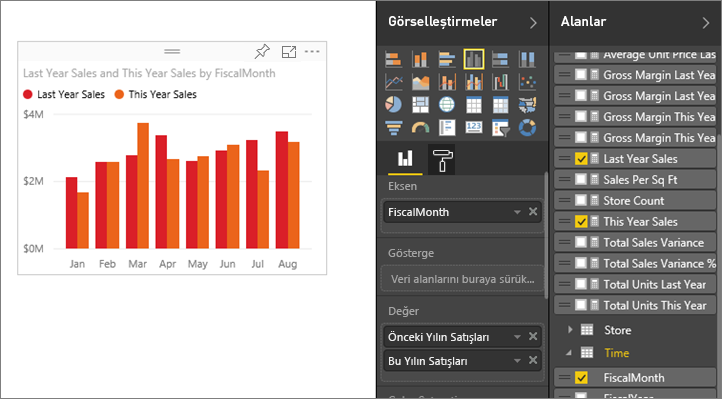 Last Year Sales and This Year Sales by FiscalMonth
Last Year Sales This Year Sales
$4M
$2M
$0M
Jan Feb Mar Apr May Jun Jul Aug
Görselleştirmeler
123
Eksen
FiscalMonth
Gösterge
Veri alanlarını buraya sürük...
Değer
Önceki Yılın Satışları
Bu Yılın Satışları
Alanlar
Average Unit Price Las
Gross Margin Last Yea
Gross Margin Last Yea
Gross Margin This Yea
Gross Margin This Yea
Last Year Sales
Sales Per Sq Ft
Store Count
This Year Sales
Total Sales Variance
Total Sales Variance %
Total Units Last Year
Total Units This Year
Store
Time
FiscalMonth
FiscalYear